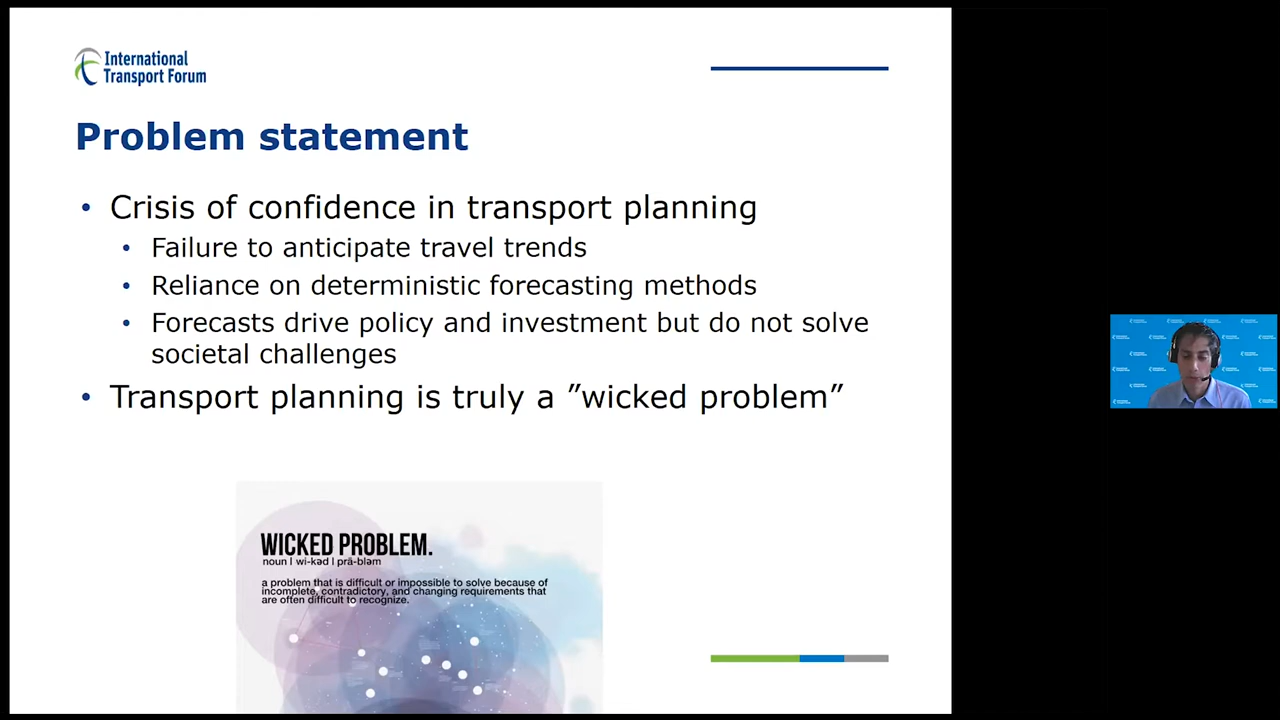 International
Transport Forum
Problem statement
• Crisis of confidence in transport planning
• Failure to anticipate travel trends
• Reliance on deterministic forecasting methods
• Forecasts drive policy and investment but do not solve
societal challenges
• Transport planning is truly a ”wicked problem”
WICKED PROBLEM.
noun | wi-kəd | prä-bləm
a problem that is difficult or impossible to solve because of
incomplete, contradictory, and changing requirements that
are often difficult to recognize.